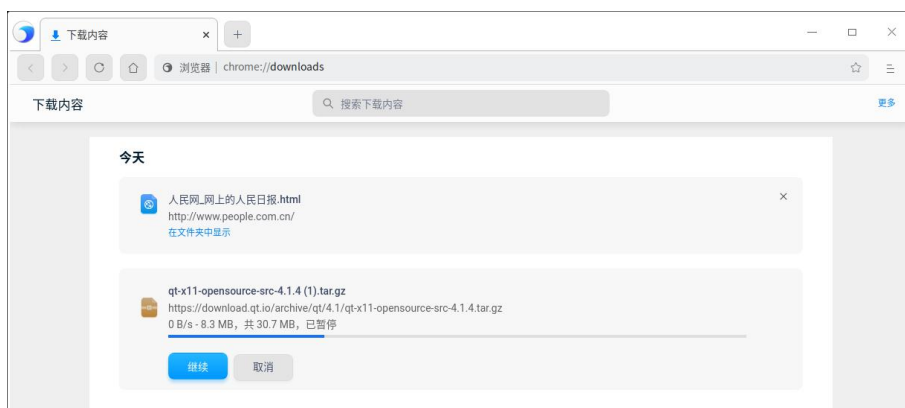 下载内容
浏览器 | chrome://downloads
下载内容
搜索下载内容
更多
今天
人民网_网上的人民日报.html
http://www.people.com.cn/
在文件夹中显示
qt-x11-opensource-src-4.1.4 (1).tar.gz
https://download.qt.io/archive/qt/4.1/qt-x11-opensource-src-4.1.4.tar.gz
0 B/s - 8.3 MB，共 30.7 MB，已暂停
继续
取消